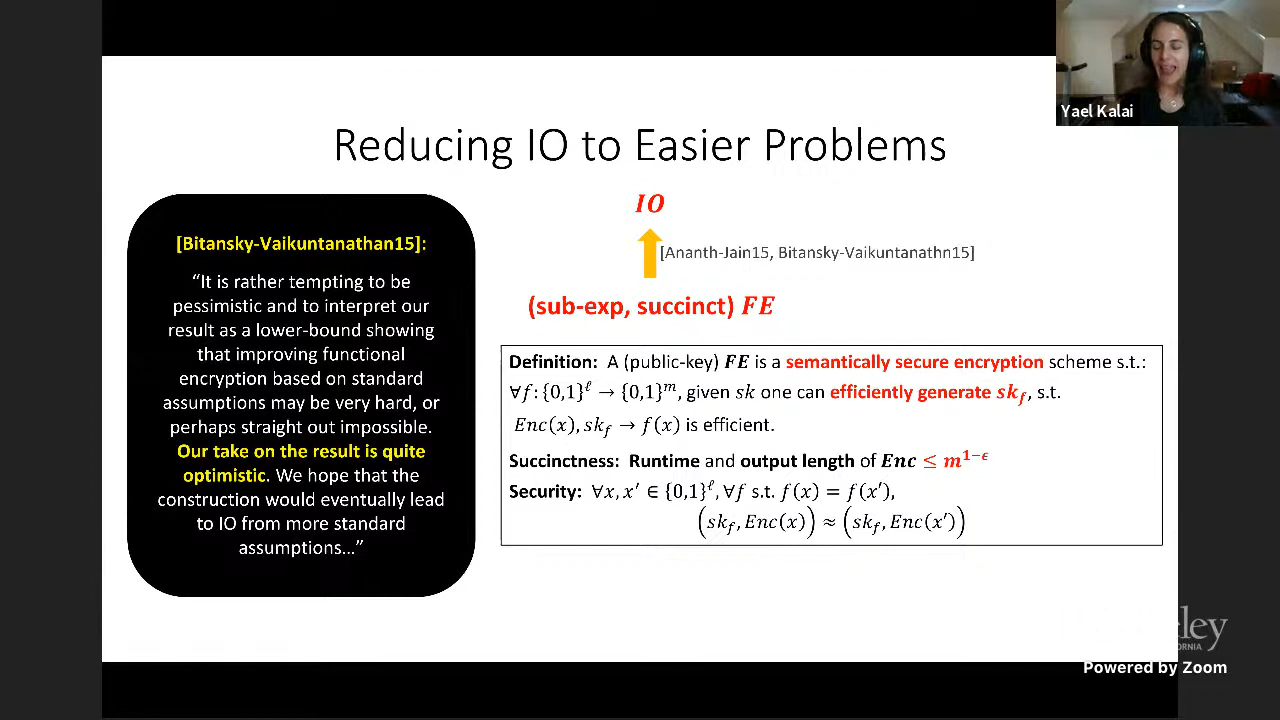 Yael Kalai
Reducing IO to Easier Problems
[Bitansky-Vaikuntanathan15]:
“It is rather tempting to be
pessimistic and to interpret our
result as a lower-bound showing
that improving functional
encryption based on standard
assumptions may be very hard, or
perhaps straight out impossible.
Our take on the result is quite
optimistic. We hope that the
construction would eventually lead
to IO from more standard
assumptions…”
IO
[Ananth-Jain15, Bitansky-Vaikuntanathn15]
(sub-exp, succinct) FE
Definition: A (public-key) FE is a semantically secure encryption scheme s.t.:
∀f: {0,1}^ℓ → {0,1}^m, given sk one can efficiently generate sk_f, s.t.
Enc(x), sk_f → f(x) is efficient.
Succinctness: Runtime and output length of Enc ≤ m^{1−ϵ}
Security: ∀x, x′ ∈ {0,1}^ℓ, ∀f s.t. f(x) = f(x′),
(sk_f, Enc(x)) ≈ (sk_f, Enc(x′))
Powered by Zoom